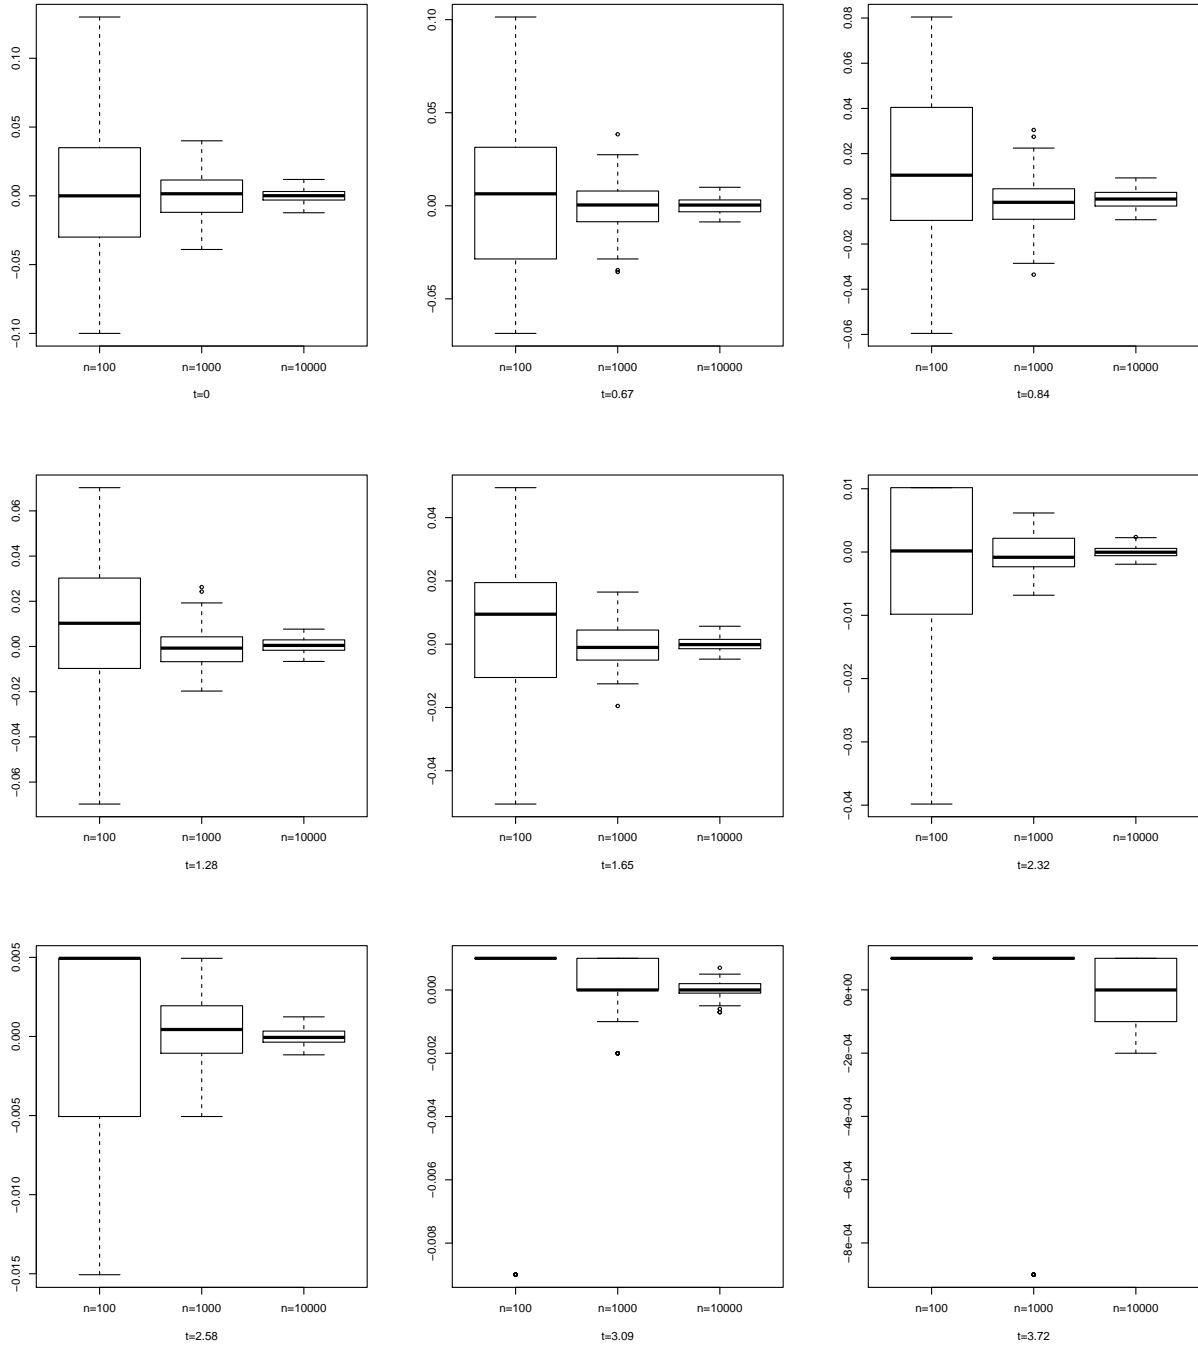 −0.10
−0.05
0.00
0.05
0.10
n=100 n=1000 n=10000
t=0
−0.05
0.00
0.05
0.10
n=100 n=1000 n=10000
t=0.67
−0.06
−0.04
−0.02
0.00
0.02
0.04
0.06
0.08
n=100 n=1000 n=10000
t=0.84
−0.06
−0.04
−0.02
0.00
0.02
0.04
0.06
n=100 n=1000 n=10000
t=1.28
−0.04
−0.02
0.00
0.02
0.04
n=100 n=1000 n=10000
t=1.65
−0.04
−0.03
−0.02
−0.01
0.00
0.01
n=100 n=1000 n=10000
t=2.32
−0.015
−0.010
−0.005
0.000
0.005
n=100 n=1000 n=10000
t=2.58
−0.008
−0.006
−0.004
−0.002
0.000
n=100 n=1000 n=10000
t=3.09
−8e−04
−6e−04
−4e−04
−2e−04
0e+00
n=100 n=1000 n=10000
t=3.72